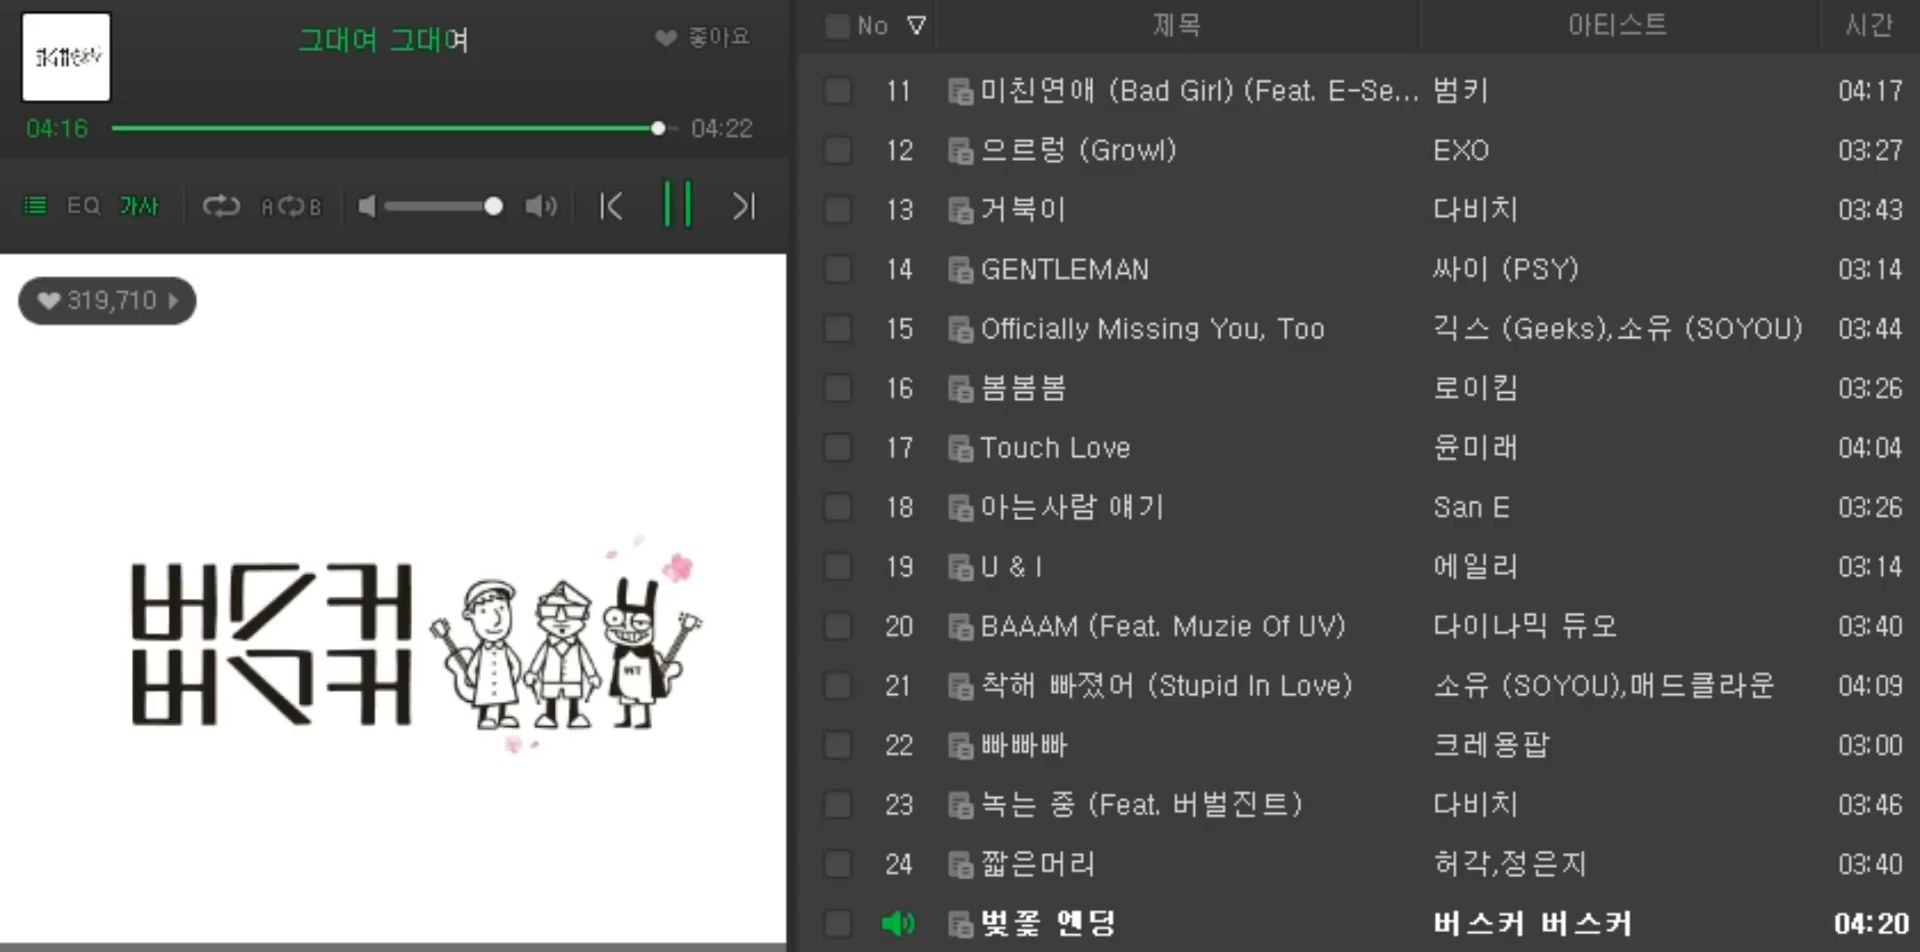 그대여 그대여
좋아요
04:16
04:22
EQ 가사 A B
319,710
버스커
버스커
No 제목 아티스트 시간
11 미친연애 (Bad Girl) (Feat. E-Se... 범키 04:17
12 으르렁 (Growl) EXO 03:27
13 거북이 다비치 03:43
14 GENTLEMAN 싸이 (PSY) 03:14
15 Officially Missing You, Too 긱스 (Geeks),소유 (SOYOU) 03:44
16 봄봄봄 로이킴 03:26
17 Touch Love 윤미래 04:04
18 아는사람 얘기 San E 03:26
19 U & I 에일리 03:14
20 BAAAM (Feat. Muzie Of UV) 다이나믹 듀오 03:40
21 착해 빠졌어 (Stupid In Love) 소유 (SOYOU),매드클라운 04:09
22 빠빠빠 크레용팝 03:00
23 녹는 중 (Feat. 버벌진트) 다비치 03:46
24 짧은머리 허각,정은지 03:40
벚꽃 엔딩 버스커 버스커 04:20